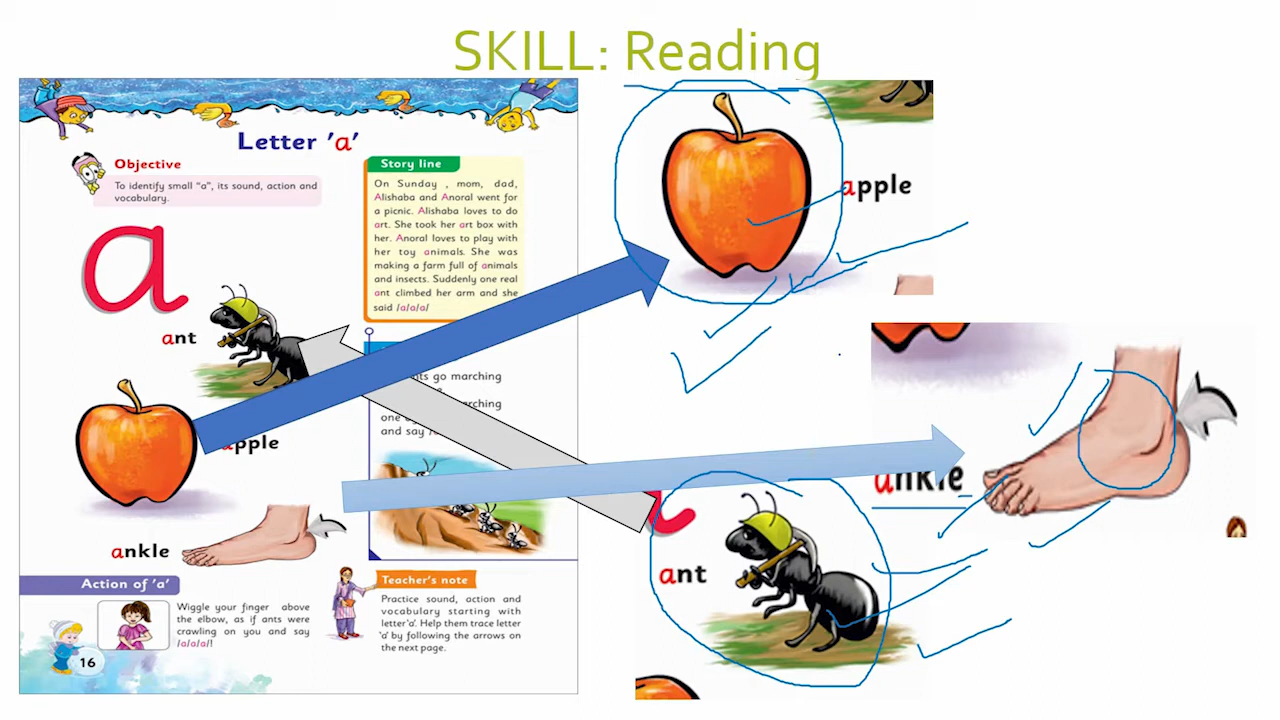 SKILL: Reading
Letter 'a'
Objective
To identify small "a", its sound, action and
vocabulary.
a
ant
apple
ankle
Story line
On Sunday , mom, dad,
Alishaba and Anoral went for
a picnic. Alishaba loves to do
art. She took her art box with
her. Anoral loves to play with
her toy animals. She was
making a farm full of animals
and insects. Suddenly one real
ant climbed her arm and she
said /a/a/a/
go marching
one
and say
Action of 'a'
Wiggle your finger above
the elbow, as if ants were
crawling on you and say
/a/a/a/!
Teacher's note
Practice sound, action and
vocabulary starting with
letter'a'. Help them trace letter
'a' by following the arrows on
the next page.
16
apple
ankle
ant